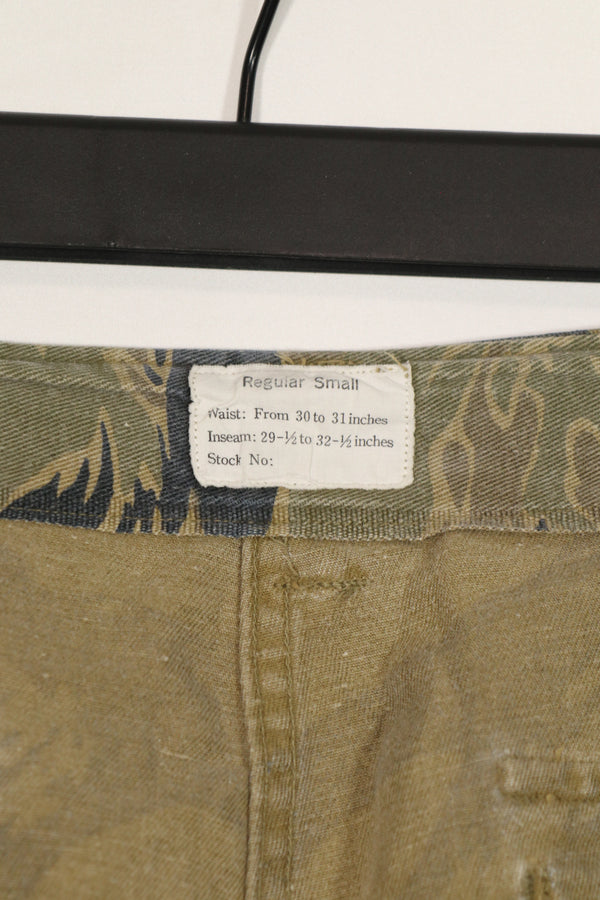 Regular Small
Waist: From 30 to 31 inches
Inseam: 29-½ to 32-½ inches
Stock No: